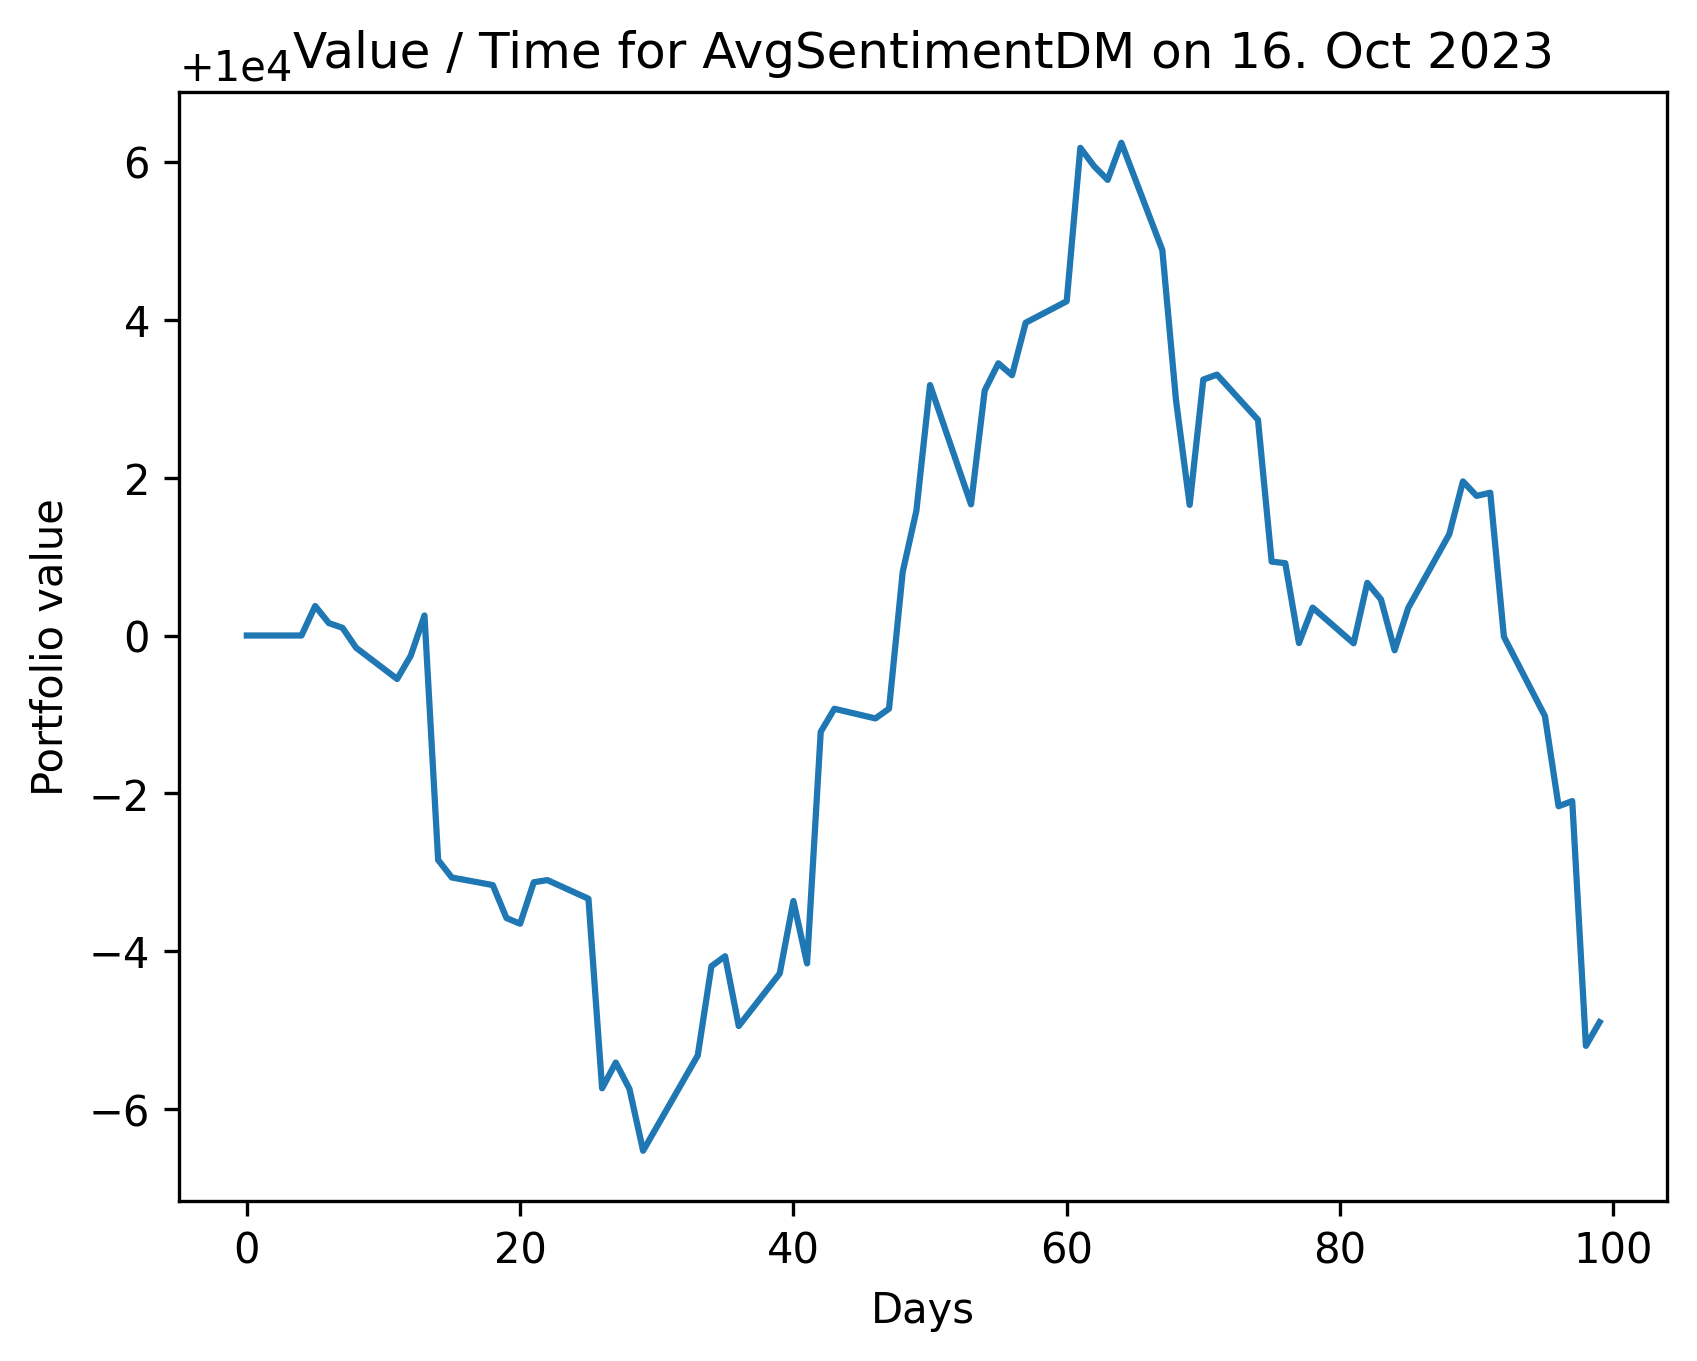 Value / Time for AvgSentimentDM on 16. Oct 2023
+1e4
6
4
2
0
−2
−4
−6
Portfolio value
0 20 40 60 80 100
Days